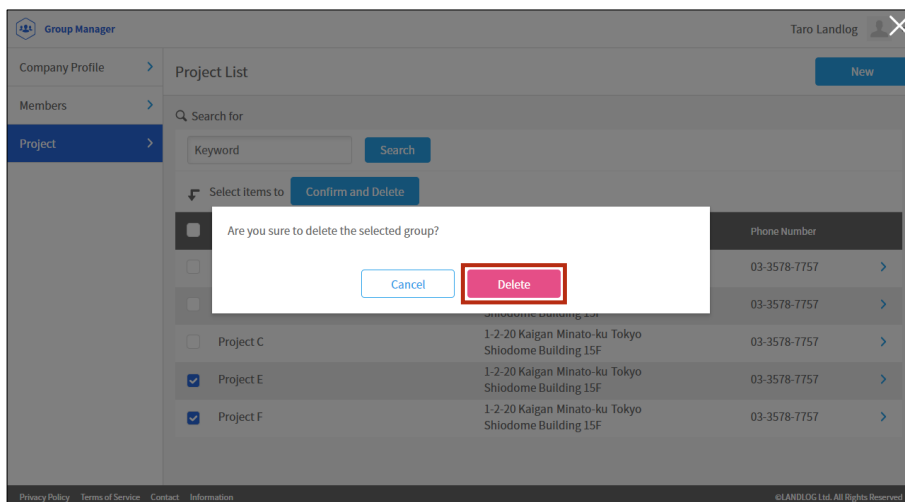 Group Manager
Taro Landlog
Company Profile
Project List
New
Members
Search for
Project
Keyword
Search
Select items to
Confirm and Delete
Are you sure to delete the selected group?
Phone Number
Cancel
Delete
03-3578-7757
Shiodome Building 15F
03-3578-7757
Project C
1-2-20 Kaigan Minato-ku Tokyo
Shiodome Building 15F
03-3578-7757
Project E
1-2-20 Kaigan Minato-ku Tokyo
Shiodome Building 15F
03-3578-7757
Project F
1-2-20 Kaigan Minato-ku Tokyo
Shiodome Building 15F
03-3578-7757
Privacy Policy Terms of Service Contact Information
©LANDLOG Ltd. All Rights Reserved